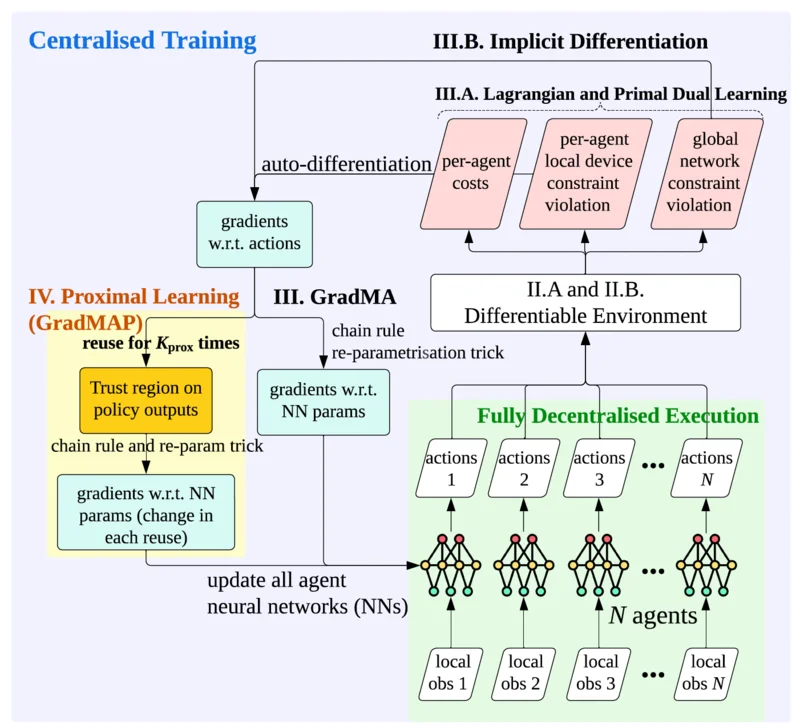 Centralised Training
III.B. Implicit Differentiation
III.A. Lagrangian and Primal Dual Learning
per-agent
costs
per-agent
local device
constraint
violation
global
network
constraint
violation
auto-differentiation
gradients
w.r.t. actions
II.A and II.B.
Differentiable Environment
IV. Proximal Learning
(GradMAP)
reuse for Kprox times
III. GradMA
chain rule
re-parametrisation trick
Trust region on
policy outputs
gradients w.r.t.
NN params
chain rule and re-param trick
gradients w.r.t. NN
params (change in
each reuse)
update all agent
neural networks (NNs)
Fully Decentralised Execution
actions
1
actions
2
actions
3
...
actions
N
...
N agents
local
obs 1
local
obs 2
local
obs 3
...
local
obs N